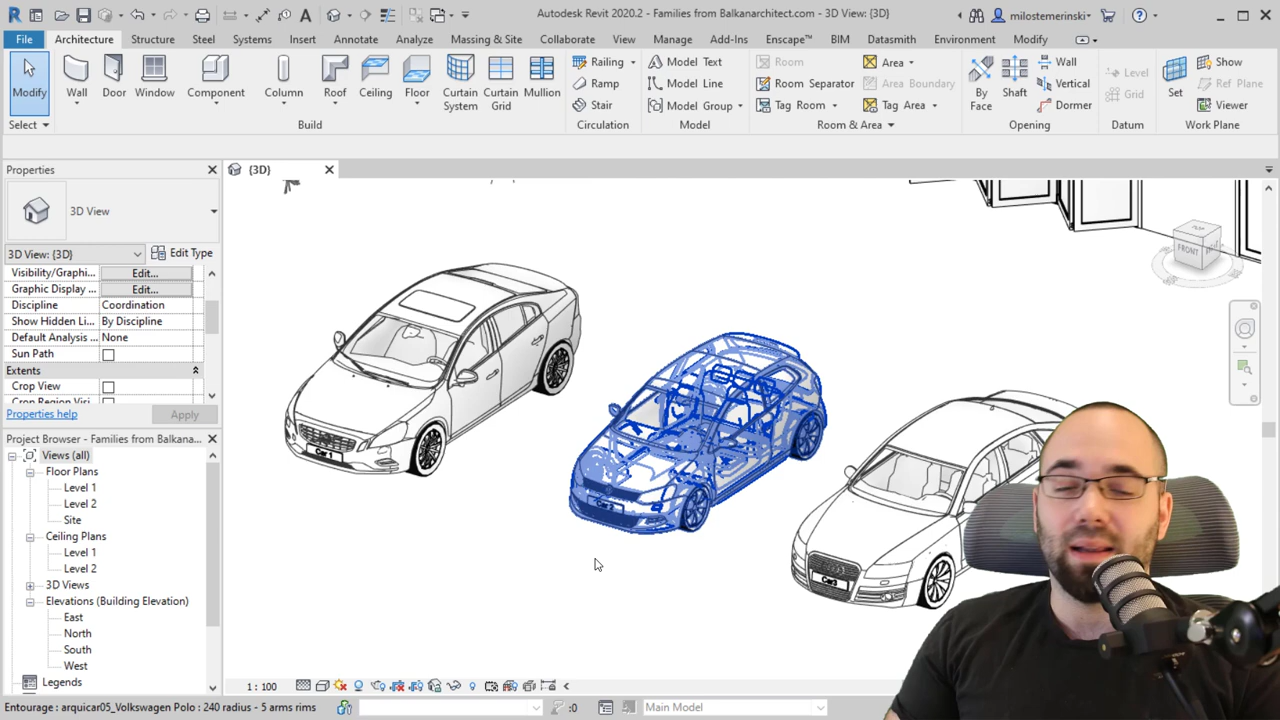 Autodesk Revit 2020.2 - Families from Balkanarchitect.com - 3D View: {3D}
milostemerinski
File
Architecture
Structure
Steel
Systems
Insert
Annotate
Analyze
Massing & Site
Collaborate
View
Manage
Add-Ins
Enscape™
BIM
Datasmith
Environment
Modify
Modify
Wall
Door
Window
Component
Column
Roof
Ceiling
Floor
Curtain System
Curtain Grid
Mullion
Railing
Ramp
Stair
Model Text
Model Line
Model Group
Room
Room Separator
Tag Room
Area
Area Boundary
Tag Area
By Face
Shaft
Wall
Vertical
Dormer
Level
Grid
Set
Show
Ref Plane
Viewer
Select
Build
Circulation
Model
Room & Area
Opening
Datum
Work Plane
Properties
{3D}
3D View
3D View: {3D}
Edit Type
Visibility/Graphi... Edit...
Graphic Display ... Edit...
Discipline Coordination
Show Hidden Li... By Discipline
Default Analysis ... None
Sun Path
Extents
Crop View
Crop Region Visi...
Properties help
Apply
Project Browser - Families from Balkana...
Views (all)
Floor Plans
Level 1
Level 2
Site
Ceiling Plans
Level 1
Level 2
3D Views
Elevations (Building Elevation)
East
North
South
West
Legends
FRONT
Car 1
Car3
1 : 100
Entourage : arquicar05_Volkswagen Polo : 240 radius - 5 arms rims
:0
Main Model